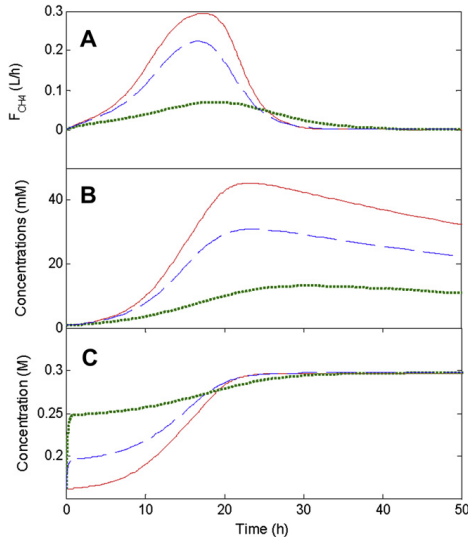 0.3
A
0.2
F_CH4 (L/h)
0.1
0
B
40
Concentrations (mM)
20
0
0.3
C
0.25
Concentration (M)
0.2
0 10 20 30 40 50
Time (h)